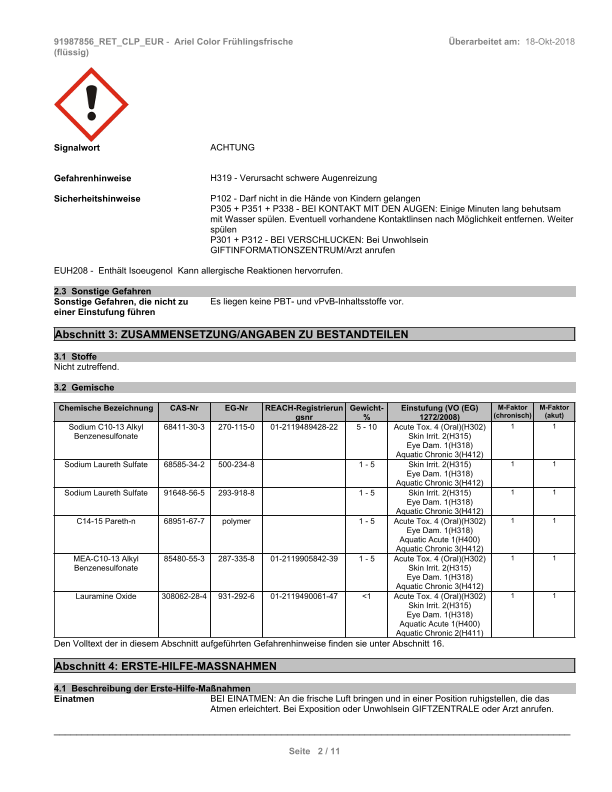 91987856_RET_CLP_EUR - Ariel Color Frühlingsfrische
(flüssig)
Überarbeitet am: 18-Okt-2018
Signalwort ACHTUNG
Gefahrenhinweise H319 - Verursacht schwere Augenreizung
Sicherheitshinweise P102 - Darf nicht in die Hände von Kindern gelangen
P305 + P351 + P338 - BEI KONTAKT MIT DEN AUGEN: Einige Minuten lang behutsam
mit Wasser spülen. Eventuell vorhandene Kontaktlinsen nach Möglichkeit entfernen. Weiter
spülen
P301 + P312 - BEI VERSCHLUCKEN: Bei Unwohlsein
GIFTINFORMATIONSZENTRUM/Arzt anrufen
EUH208 - Enthält Isoeugenol Kann allergische Reaktionen hervorrufen.
2.3 Sonstige Gefahren
Sonstige Gefahren, die nicht zu Es liegen keine PBT- und vPvB-Inhaltsstoffe vor.
einer Einstufung führen
Abschnitt 3: ZUSAMMENSETZUNG/ANGABEN ZU BESTANDTEILEN
3.1 Stoffe
Nicht zutreffend.
3.2 Gemische
Chemische Bezeichnung CAS-Nr EG-Nr REACH-Registrierun Gewicht- Einstufung (VO (EG) M-Faktor M-Faktor
gsnr % 1272/2008) (chronisch) (akut)
Sodium C10-13 Alkyl 68411-30-3 270-115-0 01-2119489428-22 5 - 10 Acute Tox. 4 (Oral)(H302) 1 1
Benzenesulfonate Skin Irrit. 2(H315)
Eye Dam. 1(H318)
Aquatic Chronic 3(H412)
Sodium Laureth Sulfate 68585-34-2 500-234-8 1 - 5 Skin Irrit. 2(H315) 1 1
Eye Dam. 1(H318)
Aquatic Chronic 3(H412)
Sodium Laureth Sulfate 91648-56-5 293-918-8 1 - 5 Skin Irrit. 2(H315) 1 1
Eye Dam. 1(H318)
Aquatic Chronic 3(H412)
C14-15 Pareth-n 68951-67-7 polymer 1 - 5 Acute Tox. 4 (Oral)(H302) 1 1
Eye Dam. 1(H318)
Aquatic Acute 1(H400)
Aquatic Chronic 3(H412)
MEA-C10-13 Alkyl 85480-55-3 287-335-8 01-2119905842-39 1 - 5 Acute Tox. 4 (Oral)(H302) 1 1
Benzenesulfonate Skin Irrit. 2(H315)
Eye Dam. 1(H318)
Aquatic Chronic 3(H412)
Lauramine Oxide 308062-28-4 931-292-6 01-2119490061-47 <1 Acute Tox. 4 (Oral)(H302) 1 1
Skin Irrit. 2(H315)
Eye Dam. 1(H318)
Aquatic Acute 1(H400)
Aquatic Chronic 2(H411)
Den Volltext der in diesem Abschnitt aufgeführten Gefahrenhinweise finden sie unter Abschnitt 16.
Abschnitt 4: ERSTE-HILFE-MASSNAHMEN
4.1 Beschreibung der Erste-Hilfe-Maßnahmen
Einatmen BEI EINATMEN: An die frische Luft bringen und in einer Position ruhigstellen, die das
Atmen erleichtert. Bei Exposition oder Unwohlsein GIFTZENTRALE oder Arzt anrufen.
Seite 2 / 11